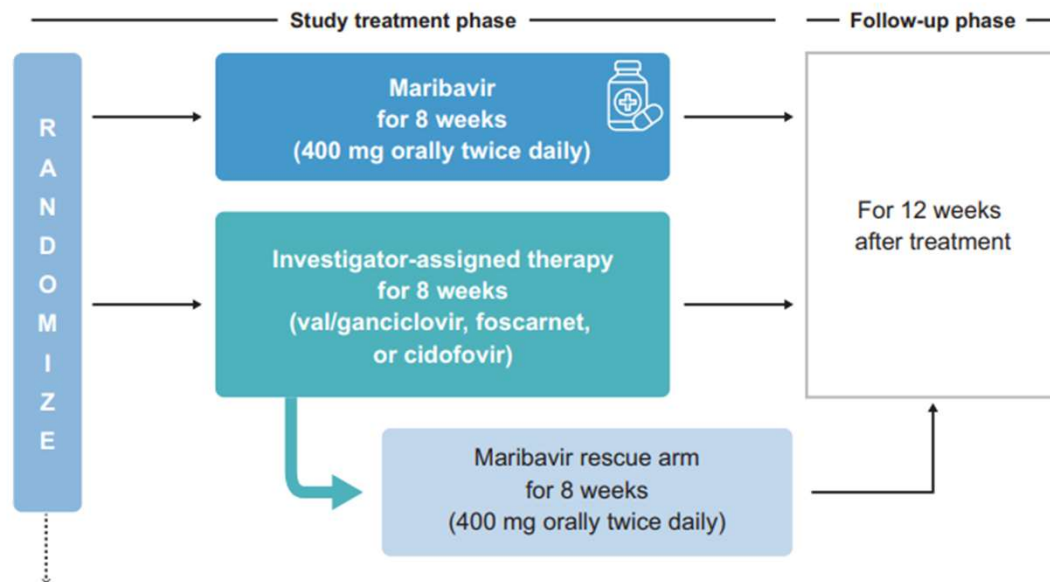 Study treatment phase
Follow-up phase
RANDOMIZE
Maribavir
for 8 weeks
(400 mg orally twice daily)
Investigator-assigned therapy
for 8 weeks
(val/ganciclovir, foscarnet,
or cidofovir)
Maribavir rescue arm
for 8 weeks
(400 mg orally twice daily)
For 12 weeks
after treatment